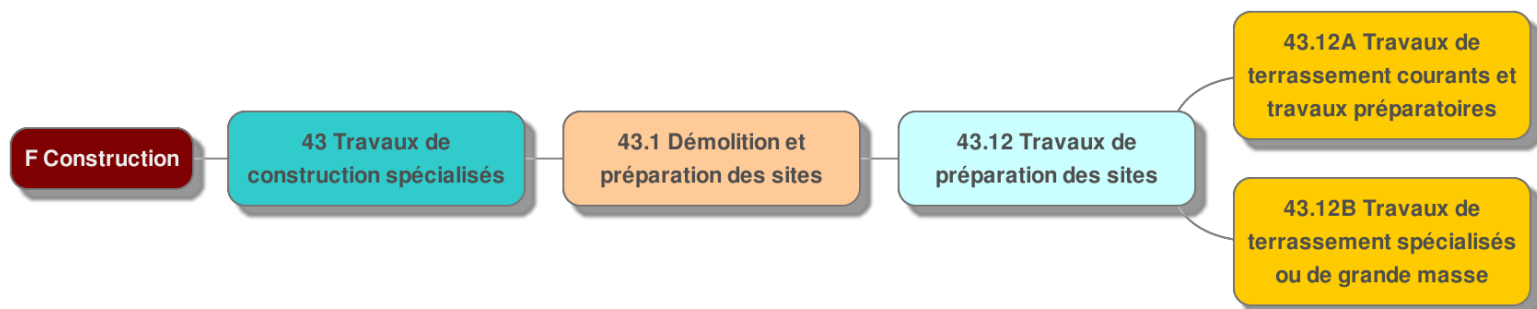 F Construction
43 Travaux de
construction spécialisés
43.1 Démolition et
préparation des sites
43.12 Travaux de
préparation des sites
43.12A Travaux de
terrassement courants et
travaux préparatoires
43.12B Travaux de
terrassement spécialisés
ou de grande masse